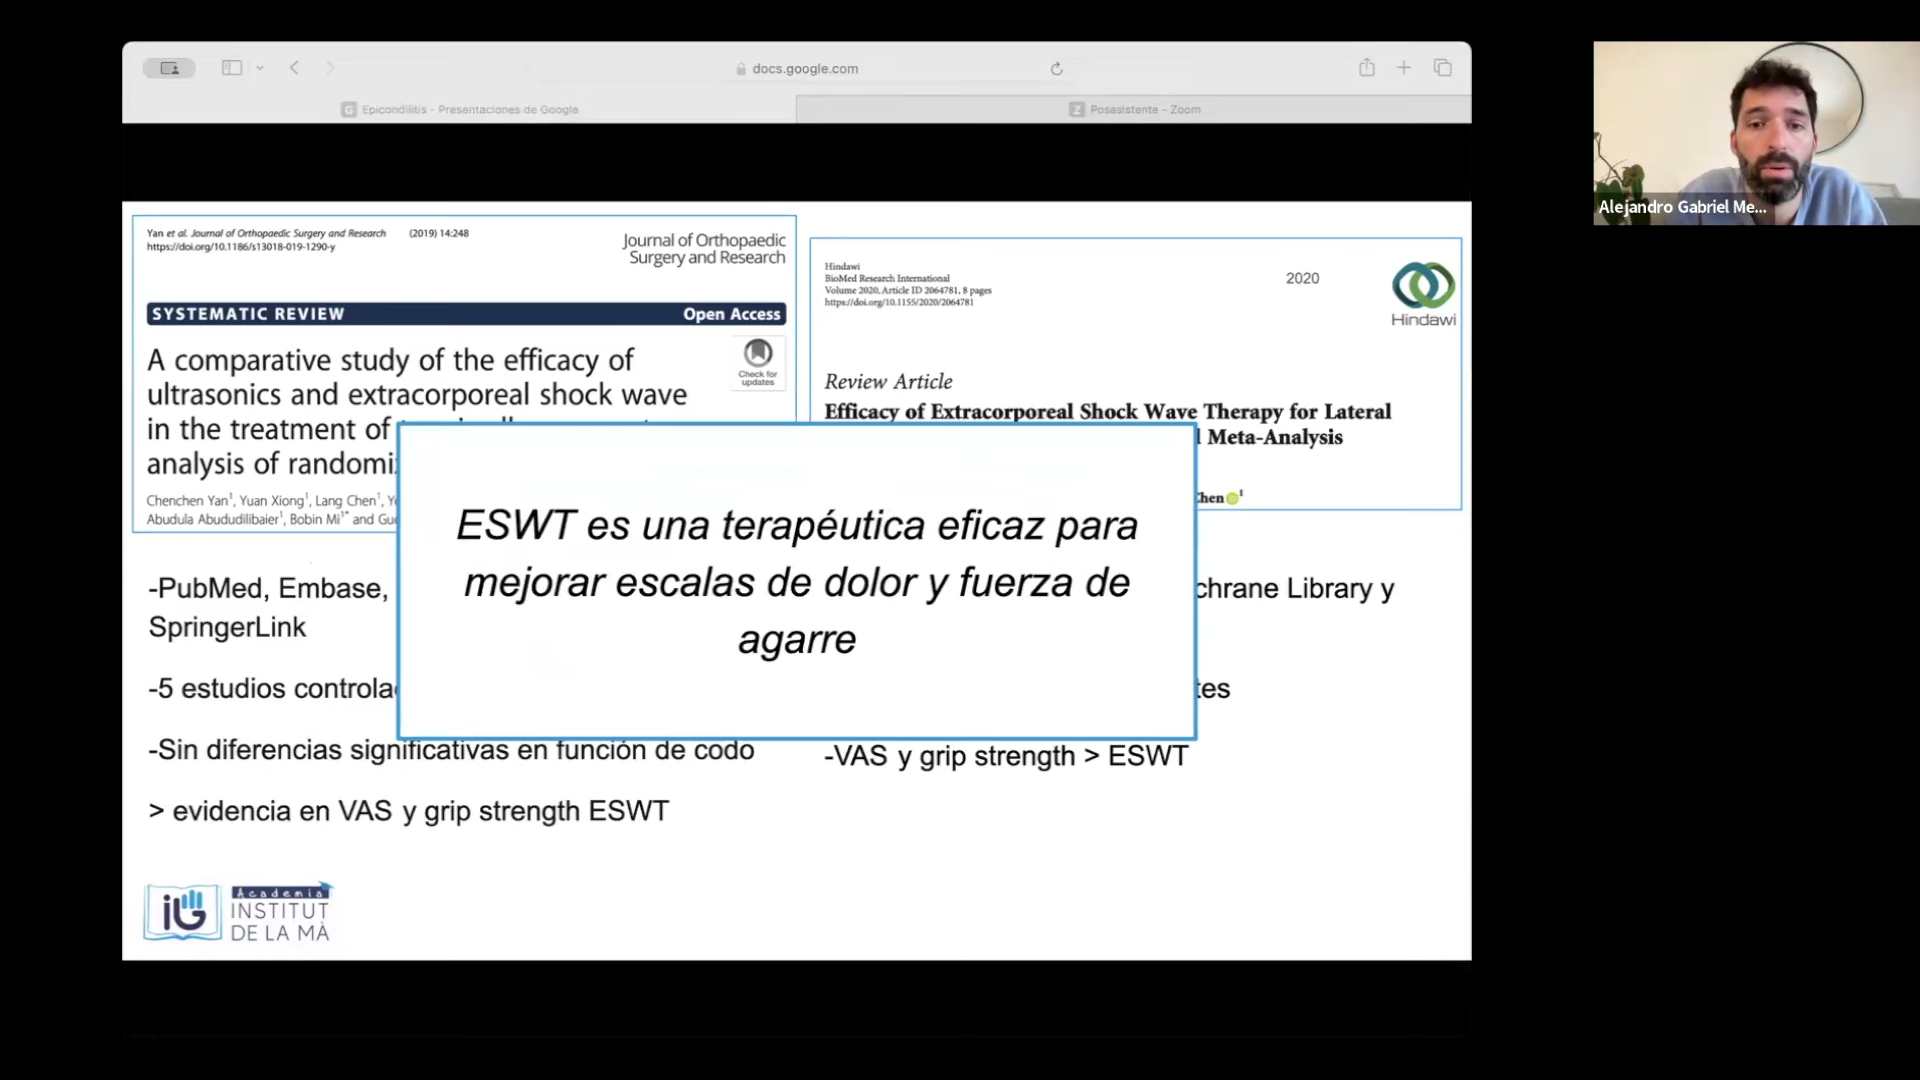 docs.google.com
Epicondilitis - Presentaciones de Google
Posasistente – Zoom
Alejandro Gabriel Me...
Yan et al. Journal of Orthopaedic Surgery and Research (2019) 14:248
https://doi.org/10.1186/s13018-019-1290-y
Journal of Orthopaedic
Surgery and Research
SYSTEMATIC REVIEW Open Access
A comparative study of the efficacy of
ultrasonics and extracorporeal shock wave
in the treatment of
analysis of randomi
Check for
updates
Chenchen Yan1, Yuan Xiong1, Lang Chen1,
Abudula Abududilibaier1, Bobin Mi1* and
Hindawi
BioMed Research International
Volume 2020, Article ID 2064781, 8 pages
https://doi.org/10.1155/2020/2064781
2020
Hindawi
Review Article
Efficacy of Extracorporeal Shock Wave Therapy for Lateral
Meta-Analysis
Chen 1
ESWT es una terapéutica eficaz para
mejorar escalas de dolor y fuerza de
agarre
-PubMed, Embase,
SpringerLink
-5 estudios controla
-Sin diferencias significativas en función de codo
> evidencia en VAS y grip strength ESWT
chrane Library y
tes
-VAS y grip strength > ESWT
Academia
INSTITUT
DE LA MÀ